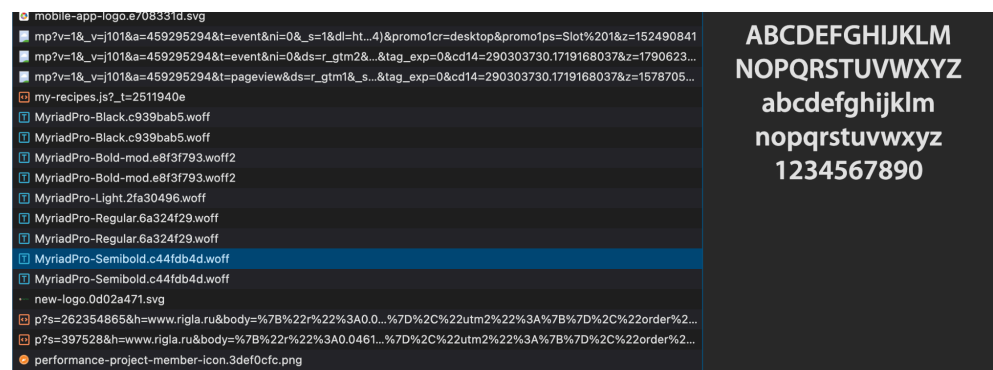 mobile-app-logo.e708331d.svg
mp?v=1&_v=j101&a=459295294&t=event&ni=0&_s=1&dl=ht...4)&promo1cr=desktop&promo1ps=Slot%201&z=152490841
mp?v=1&_v=j101&a=459295294&t=event&ni=0&ds=r_gtm2&...&tag_exp=0&cd14=290303730.1719168037&z=1790623...
mp?v=1&_v=j101&a=459295294&t=pageview&ds=r_gtm1&_s...&tag_exp=0&cd14=290303730.1719168037&z=1578705...
my-recipes.js?_t=2511940e
MyriadPro-Black.c939bab5.woff
MyriadPro-Black.c939bab5.woff
MyriadPro-Bold-mod.e8f3f793.woff2
MyriadPro-Bold-mod.e8f3f793.woff2
MyriadPro-Light.2fa30496.woff
MyriadPro-Regular.6a324f29.woff
MyriadPro-Regular.6a324f29.woff
MyriadPro-Semibold.c44fdb4d.woff
MyriadPro-Semibold.c44fdb4d.woff
new-logo.0d02a471.svg
p?s=262354865&h=www.rigla.ru&body=%7B%22r%22%3A0.0...%7D%2C%22utm2%22%3A%7B%7D%2C%22order%2...
p?s=397528&h=www.rigla.ru&body=%7B%22r%22%3A0.0461...%7D%2C%22utm2%22%3A%7B%7D%2C%22order%2...
performance-project-member-icon.3def0cfc.png
ABCDEFGHIJKLM
NOPQRSTUVWXYZ
abcdefghijklm
nopqrstuvwxyz
1234567890